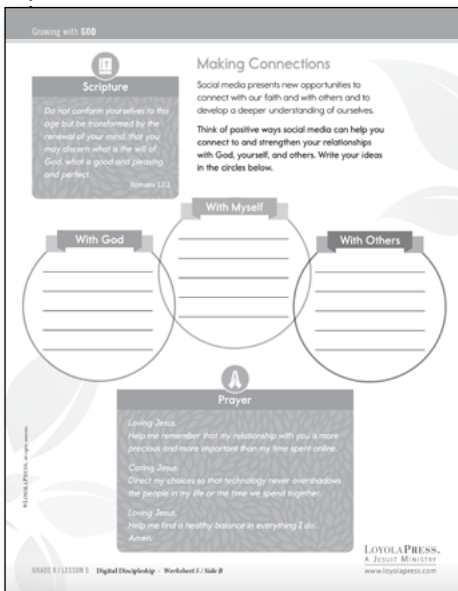 Growing with GOD
Scripture
Do not conform yourselves to this
age but be transformed by the
renewal of your mind, that you
may discern what is the will of
God, what is good and pleasing
and perfect.
Romans 12:2
Making Connections
Social media presents new opportunities to
connect with our faith and with others and to
develop a deeper understanding of ourselves.
Think of positive ways social media can help you
connect to and strengthen your relationships
with God, yourself, and others. Write your ideas
in the circles below.
With God
With Myself
With Others
Prayer
Loving Jesus,
Help me remember that my relationship with you is more
precious and more important than my time spent online.
Caring Jesus,
Direct my choices so that technology never overshadows
the people in my life or the time we spend together.
Loving Jesus,
Help me find a healthy balance in everything I do.
Amen.
© LOYOLAPRESS. All rights reserved.
GRADE 8 / LESSON 5 Digital Discipleship - Worksheet 5 / Side B
LOYOLAPRESS.
A JESUIT MINISTRY
www.loyolapress.com